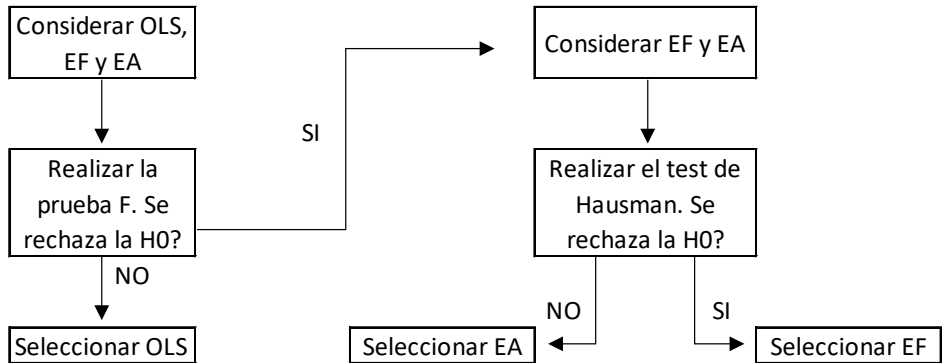 Considerar OLS,
EF y EA
Realizar la
prueba F. Se
rechaza la H0?
NO
Seleccionar OLS
SI
Considerar EF y EA
Realizar el test de
Hausman. Se
rechaza la H0?
NO
SI
Seleccionar EA
Seleccionar EF